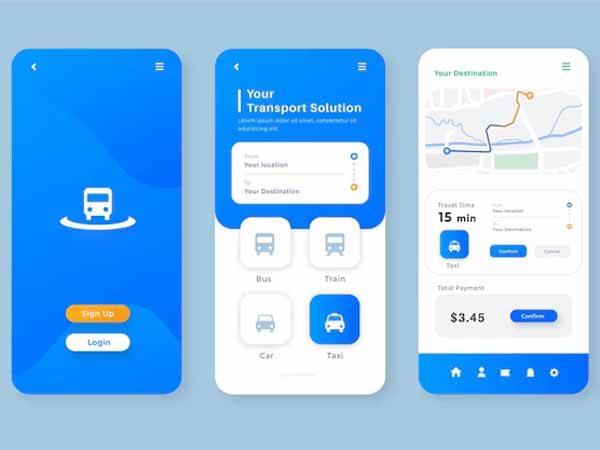 Sign Up
Login
Your
Transport Solution
Lorem ipsum dolor sit amet, consectetur sit
adipiscing elit.
From
Your location
To
Your Destination
Bus
Train
Car
Taxi
Your Destination
Travel Time
15 min
Taxi
From
Your location
Your Destination
Confirm
Cancel
Total Payment
$3.45
Confirm